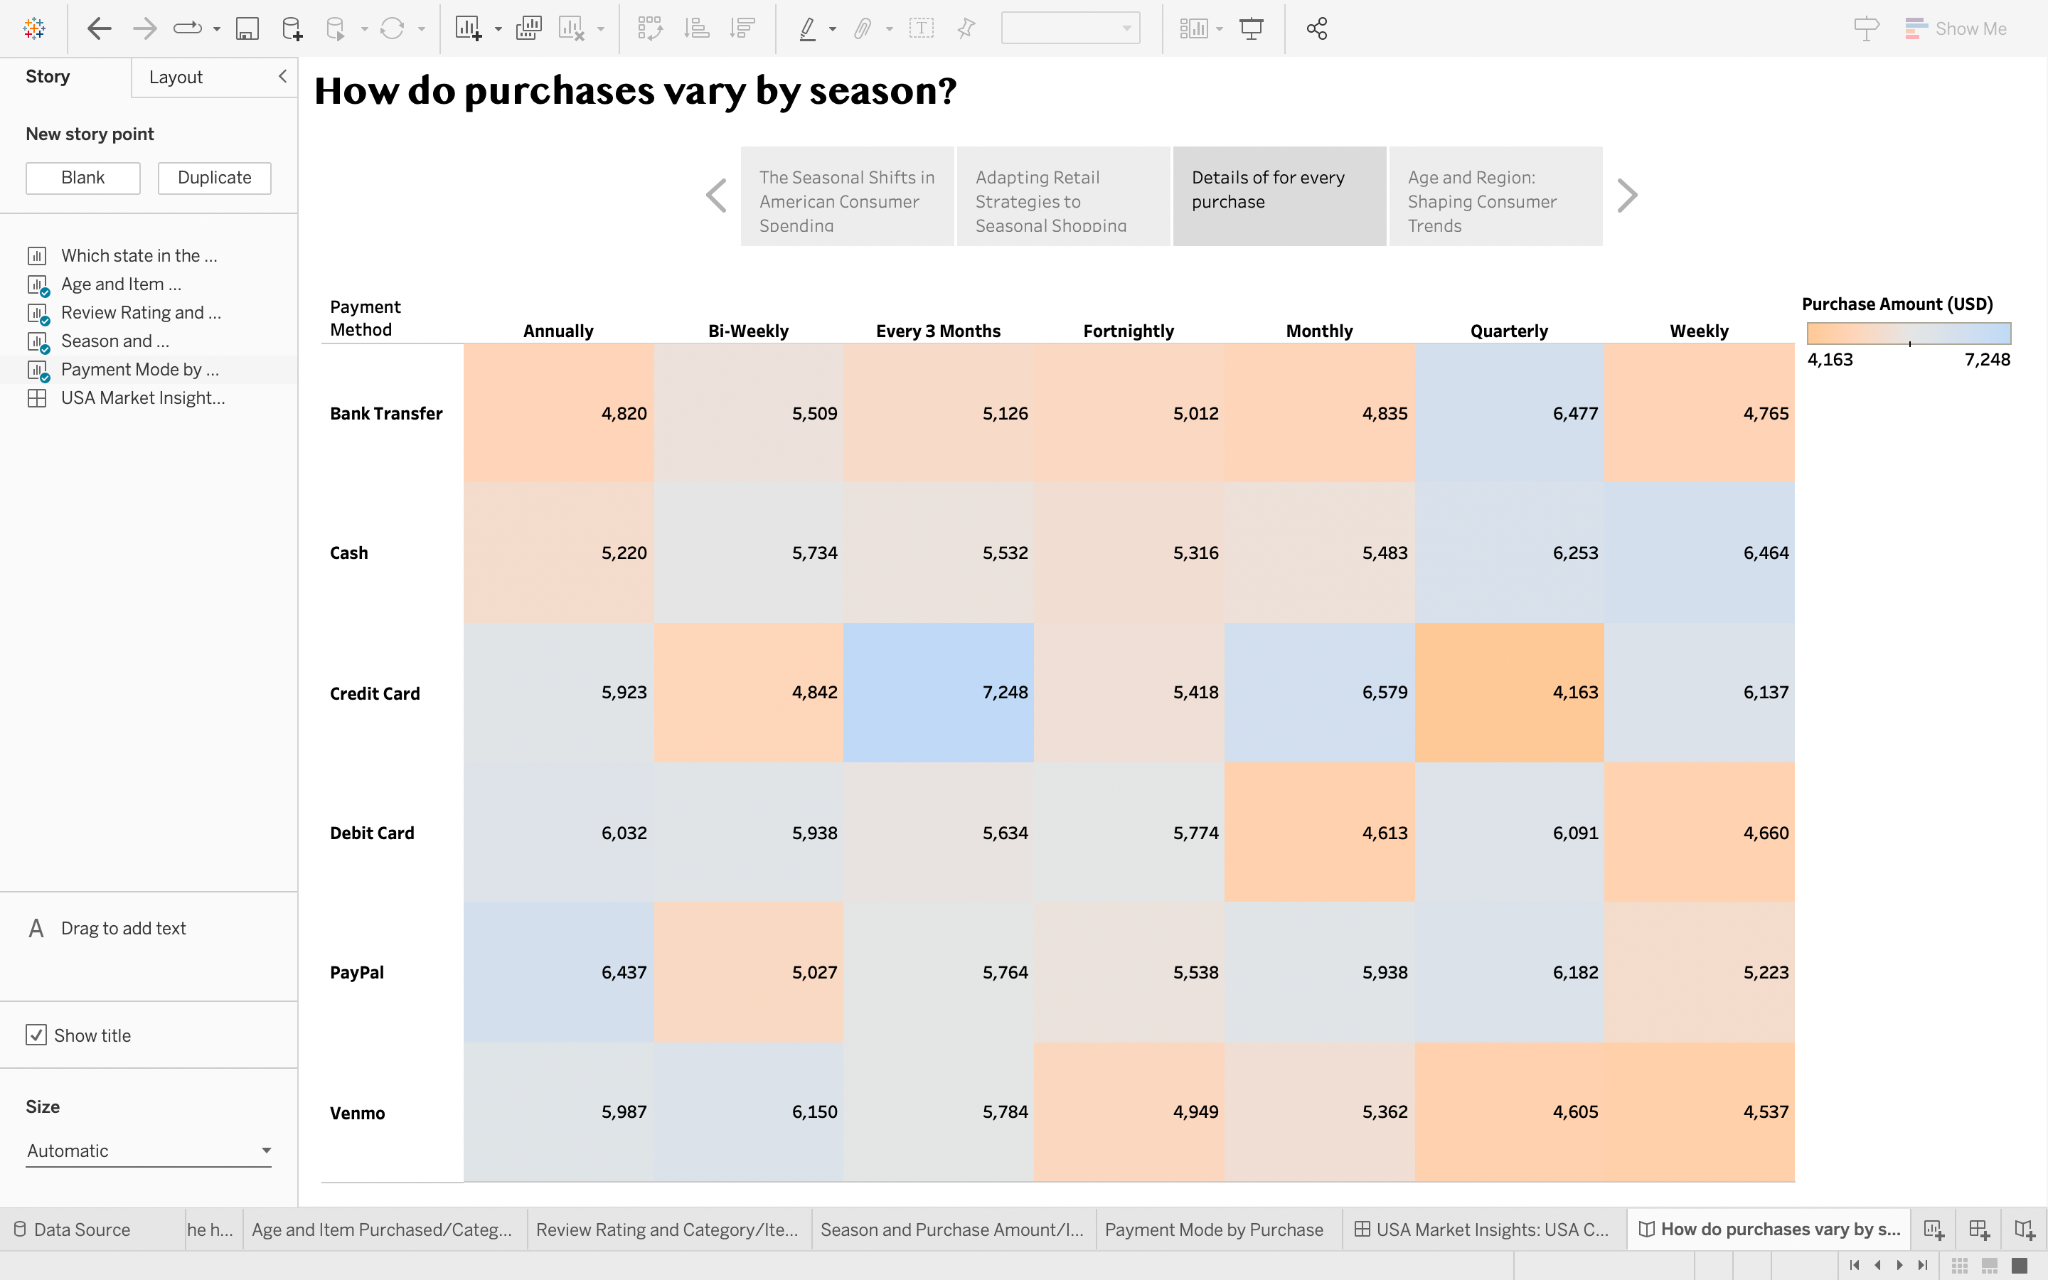 Show Me
Story
Layout
How do purchases vary by season?
New story point
Blank
Duplicate
The Seasonal Shifts in
American Consumer
Spending
Adapting Retail
Strategies to
Seasonal Shopping
Details of for every
purchase
Age and Region:
Shaping Consumer
Trends
Which state in the ...
Age and Item ...
Review Rating and ...
Season and ...
Payment Mode by ...
USA Market Insight...
Payment
Method
Annually Bi-Weekly Every 3 Months Fortnightly Monthly Quarterly Weekly
Bank Transfer 4,820 5,509 5,126 5,012 4,835 6,477 4,765
Cash 5,220 5,734 5,532 5,316 5,483 6,253 6,464
Credit Card 5,923 4,842 7,248 5,418 6,579 4,163 6,137
Debit Card 6,032 5,938 5,634 5,774 4,613 6,091 4,660
PayPal 6,437 5,027 5,764 5,538 5,938 6,182 5,223
Venmo 5,987 6,150 5,784 4,949 5,362 4,605 4,537
Purchase Amount (USD)
4,163 7,248
A Drag to add text
Show title
Size
Automatic
Data Source
he h...
Age and Item Purchased/Categ...
Review Rating and Category/Ite...
Season and Purchase Amount/I...
Payment Mode by Purchase
USA Market Insights: USA C...
How do purchases vary by s...